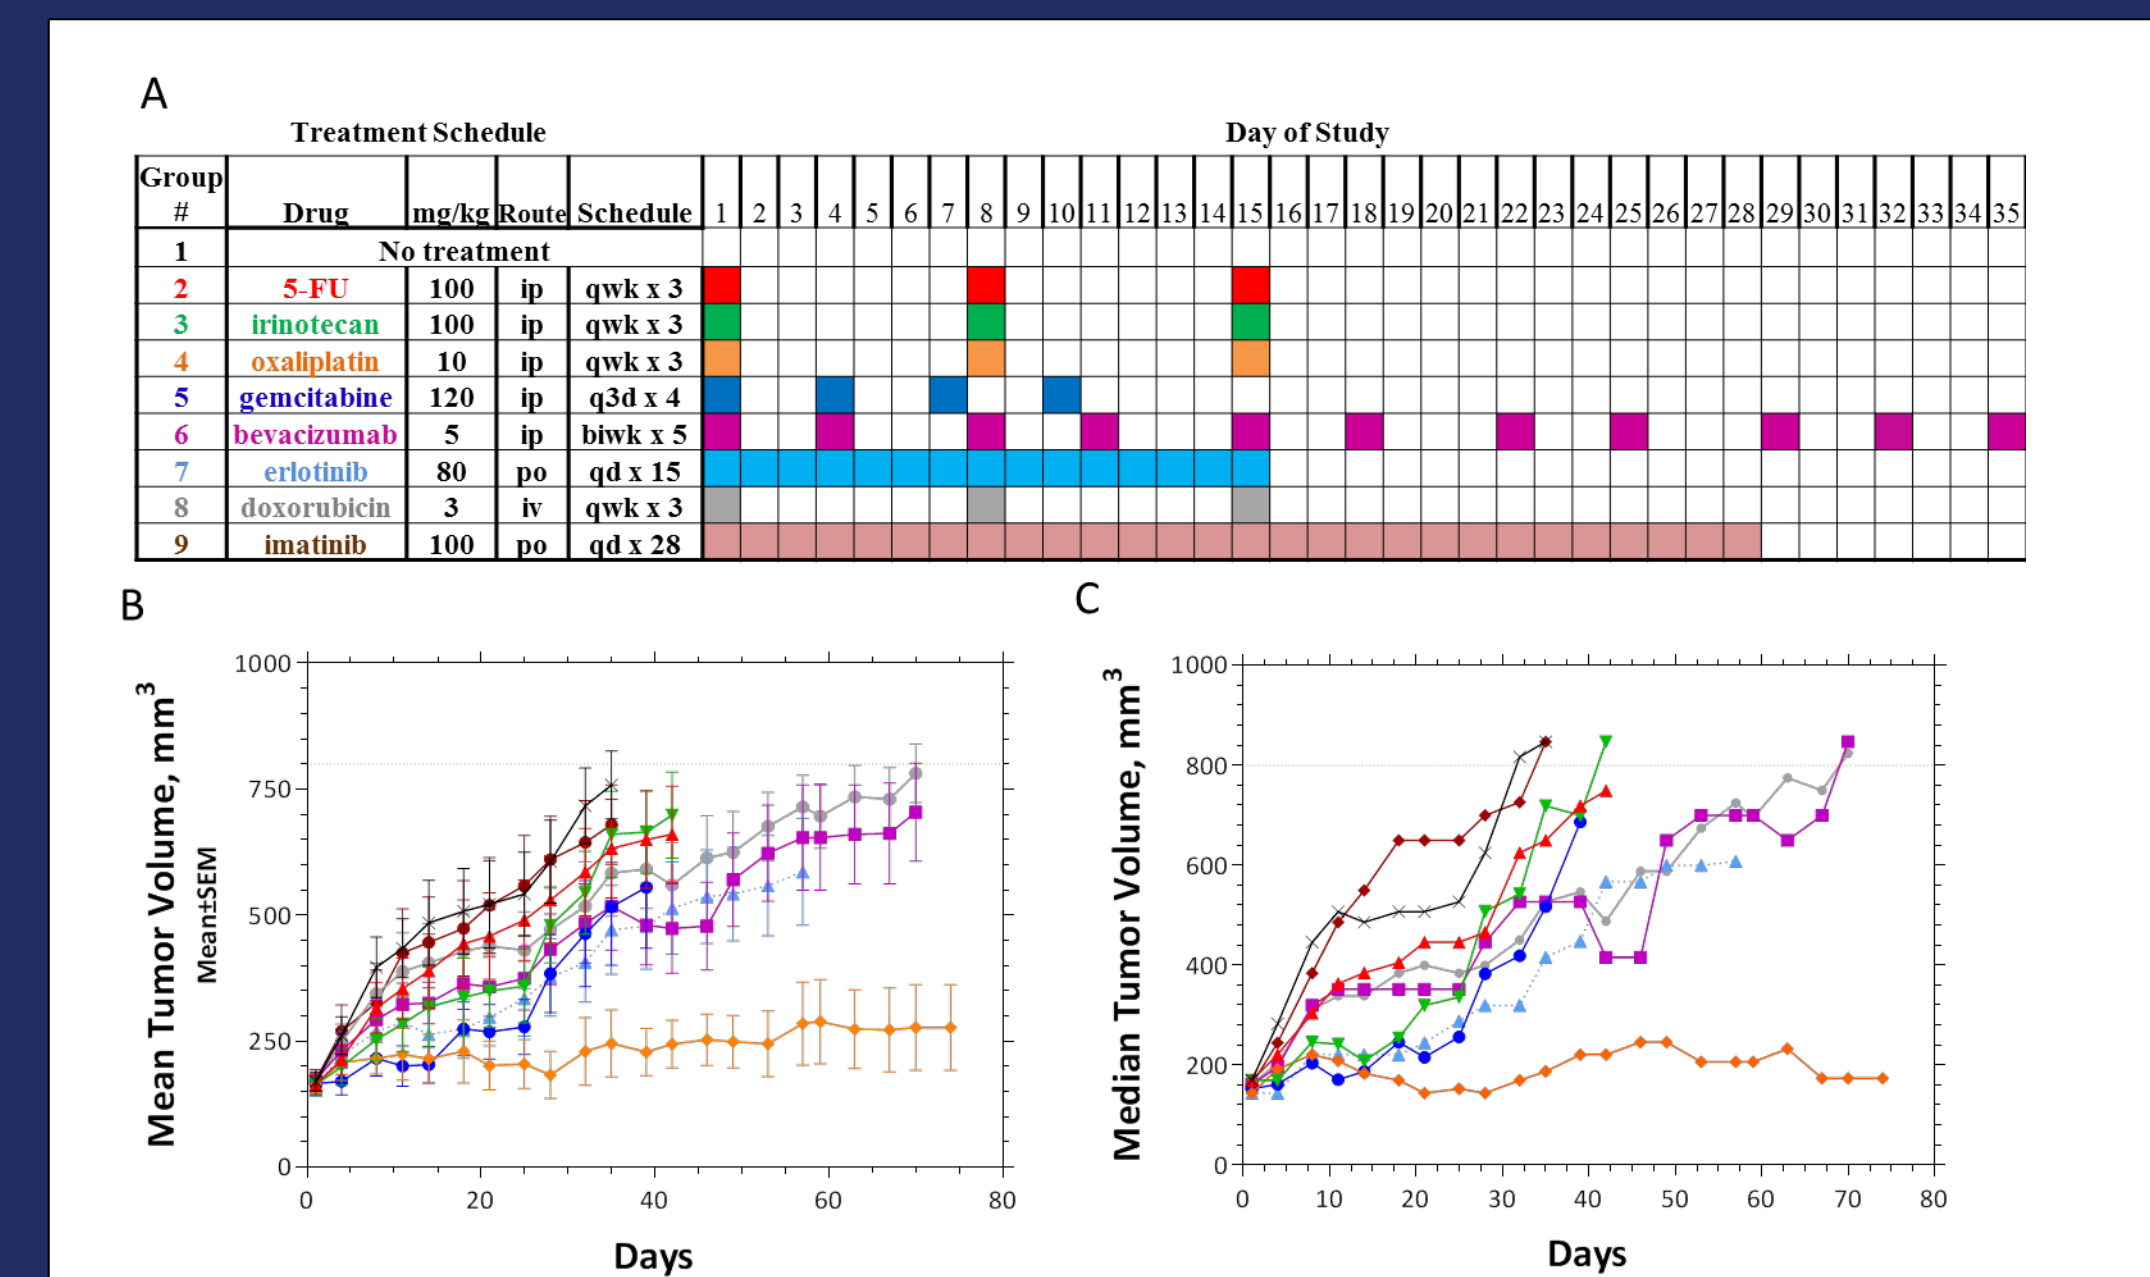 A
Treatment Schedule Day of Study
Group # Drug mg/kg Route Schedule 1 2 3 4 5 6 7 8 9 10 11 12 13 14 15 16 17 18 19 20 21 22 23 24 25 26 27 28 29 30 31 32 33 34 35
1 No treatment
2 5-FU 100 ip qwk x 3
3 irinotecan 100 ip qwk x 3
4 oxaliplatin 10 ip qwk x 3
5 gemcitabine 120 ip q3d x 4
6 bevacizumab 5 ip biwk x 5
7 erlotinib 80 po qd x 15
8 doxorubicin 3 iv qwk x 3
9 imatinib 100 po qd x 28
B
Mean Tumor Volume, mm³
Mean±SEM
1000
750
500
250
0
0 20 40 60 80
Days
C
Median Tumor Volume, mm³
1000
800
600
400
200
0
0 10 20 30 40 50 60 70 80
Days